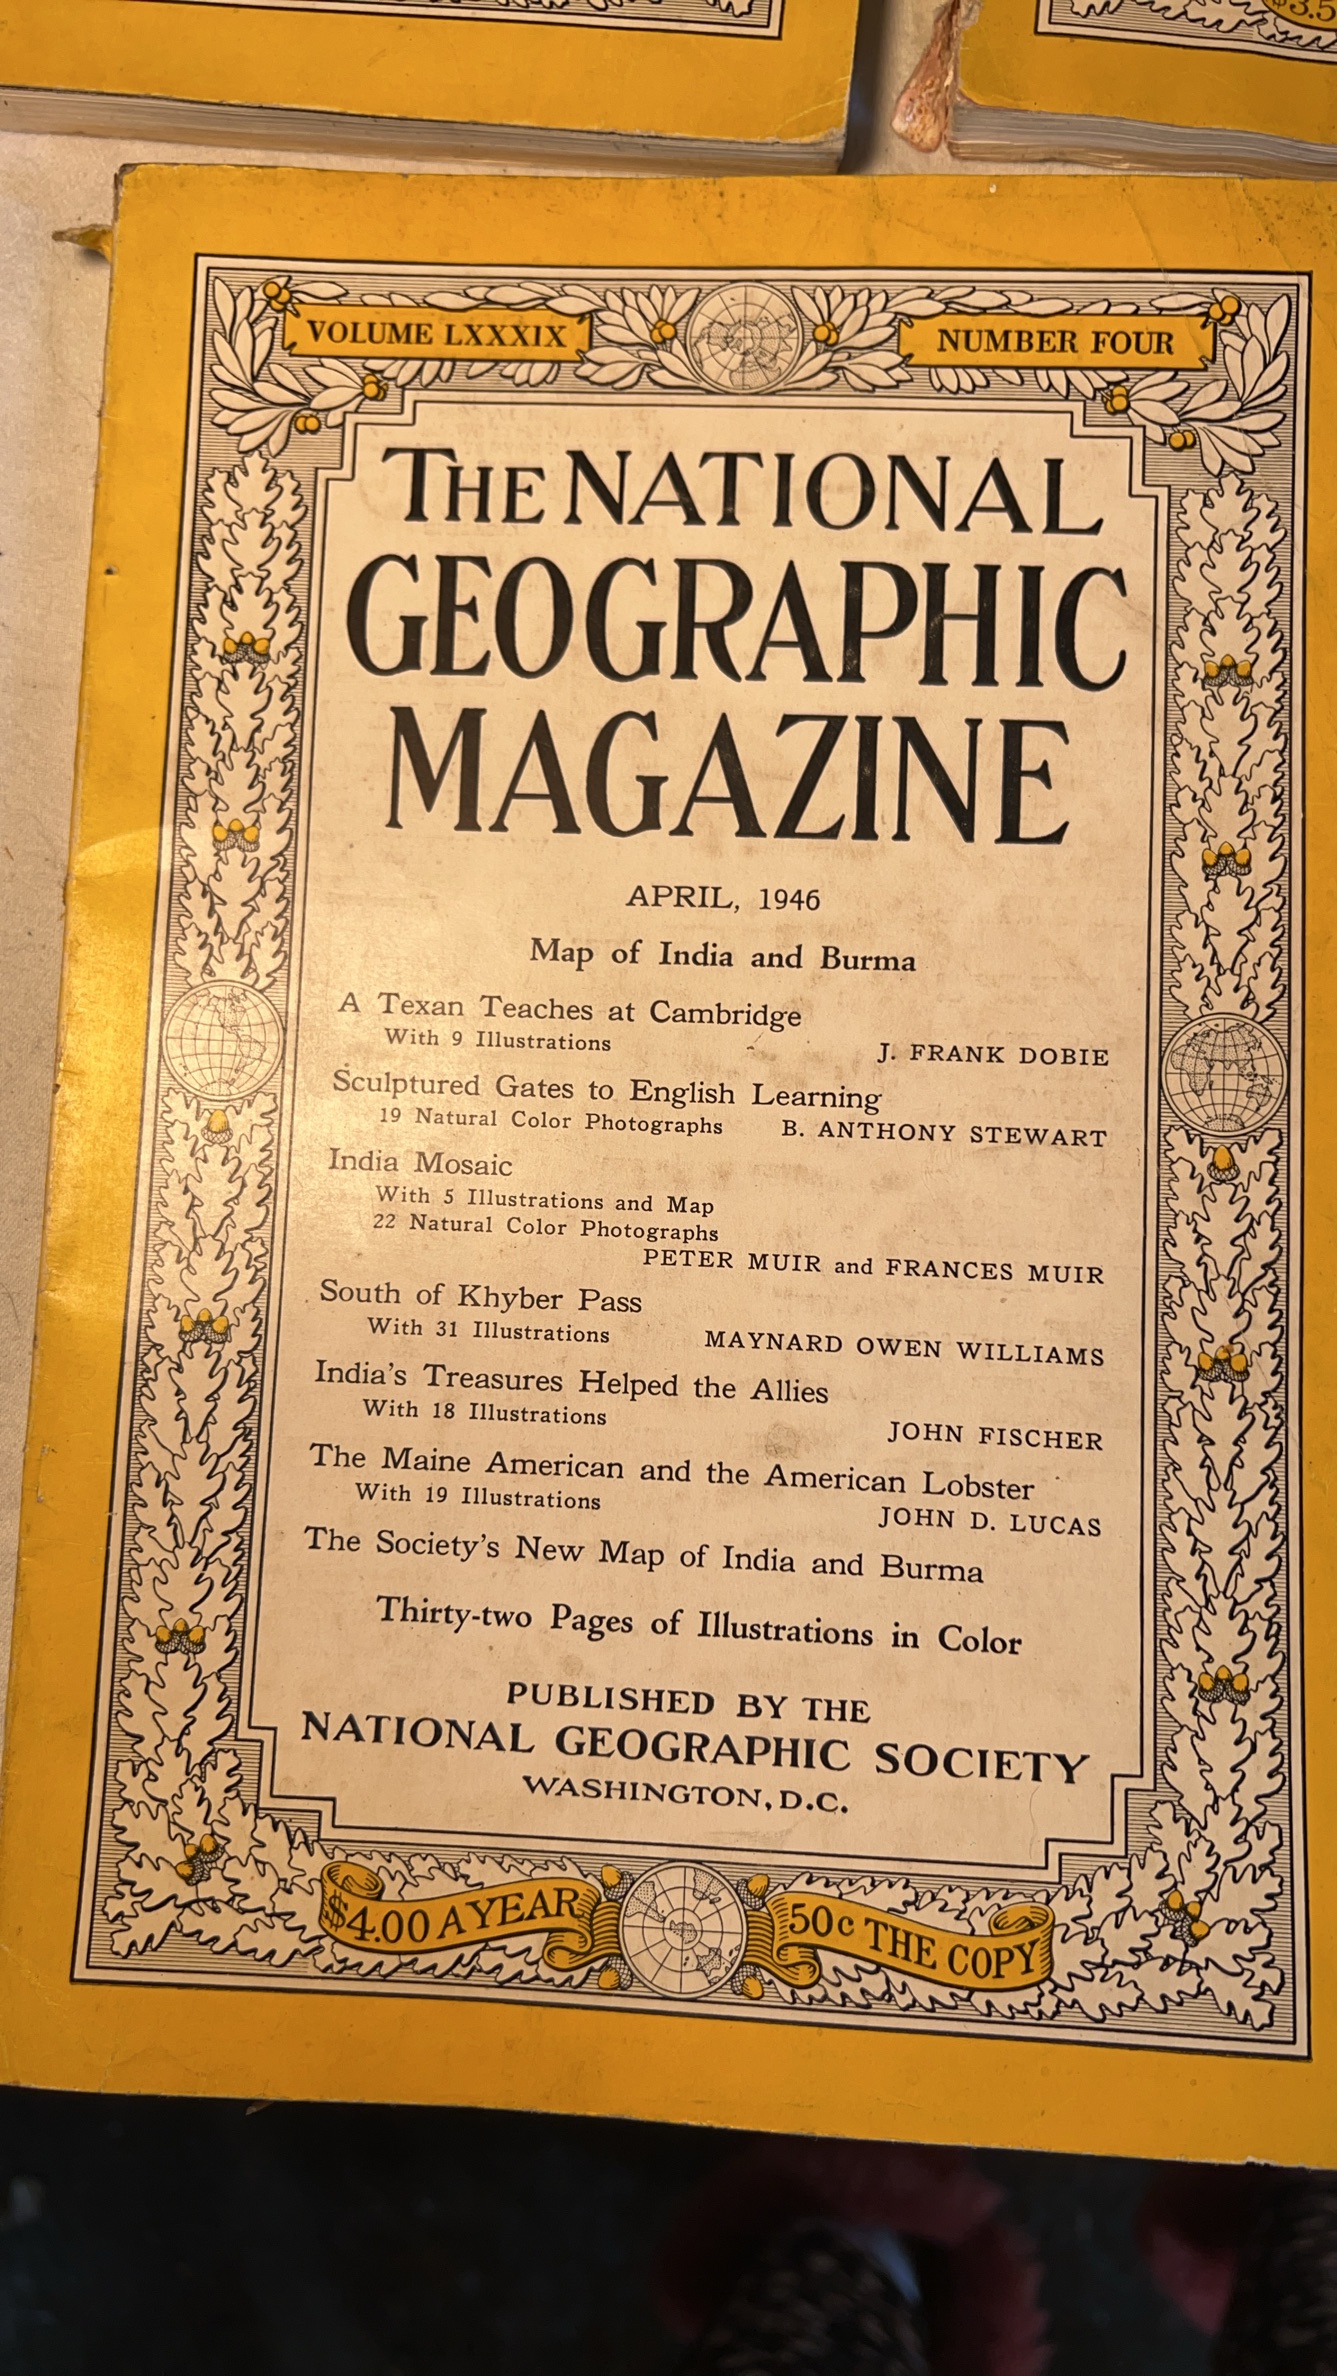 $3.5
VOLUME LXXXIX
NUMBER FOUR
THE NATIONAL
GEOGRAPHIC
MAGAZINE
APRIL, 1946
Map of India and Burma
A Texan Teaches at Cambridge
With 9 Illustrations J. FRANK DOBIE
Sculptured Gates to English Learning
19 Natural Color Photographs B. ANTHONY STEWART
India Mosaic
With 5 Illustrations and Map
22 Natural Color Photographs
PETER MUIR and FRANCES MUIR
South of Khyber Pass
With 31 Illustrations MAYNARD OWEN WILLIAMS
India's Treasures Helped the Allies
With 18 Illustrations JOHN FISCHER
The Maine American and the American Lobster
With 19 Illustrations JOHN D. LUCAS
The Society's New Map of India and Burma
Thirty-two Pages of Illustrations in Color
PUBLISHED BY THE
NATIONAL GEOGRAPHIC SOCIETY
WASHINGTON, D.C.
$4.00 A YEAR
50c THE COPY